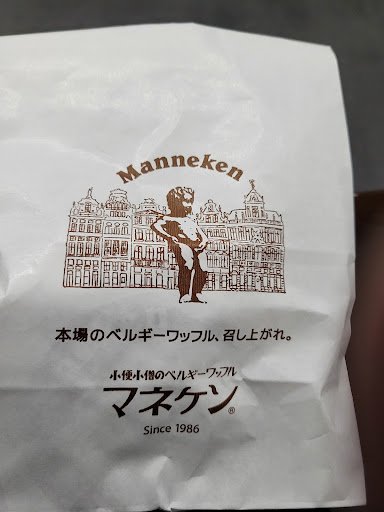 Manneken
本場のベルギーワッフル、召し上がれ。
小便小僧のベルギーワッフル
マネケン®
Since 1986